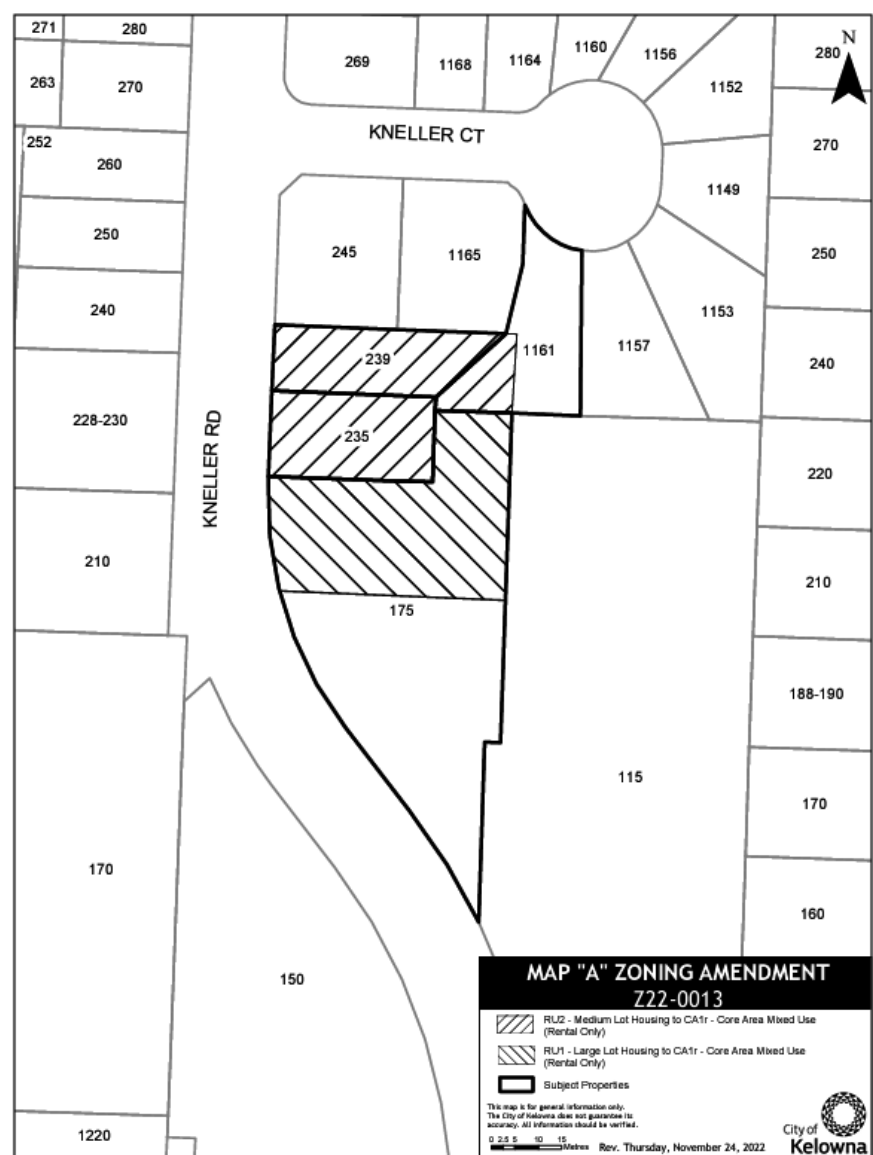 271
280
263
270
252
260
250
240
228-230
210
170
1220
269
1168
1164
1160
1156
1152
280
N
KNELLER CT
270
1149
250
245
1165
1153
1161
1157
240
239
235
KNELLER RD
220
210
175
188-190
115
170
160
150
MAP "A" ZONING AMENDMENT
Z22-0013
RU2 - Medium Lot Housing to CA1r - Core Area Mixed Use
(Rental Only)
RU1 - Large Lot Housing to CA1r - Core Area Mixed Use
(Rental Only)
Subject Properties
This map is for general information only.
The City of Kelowna does not guarantee its
accuracy. All information should be verified.
0 2.5 5 10 15
Metres
Rev. Thursday, November 24, 2022
City of
Kelowna